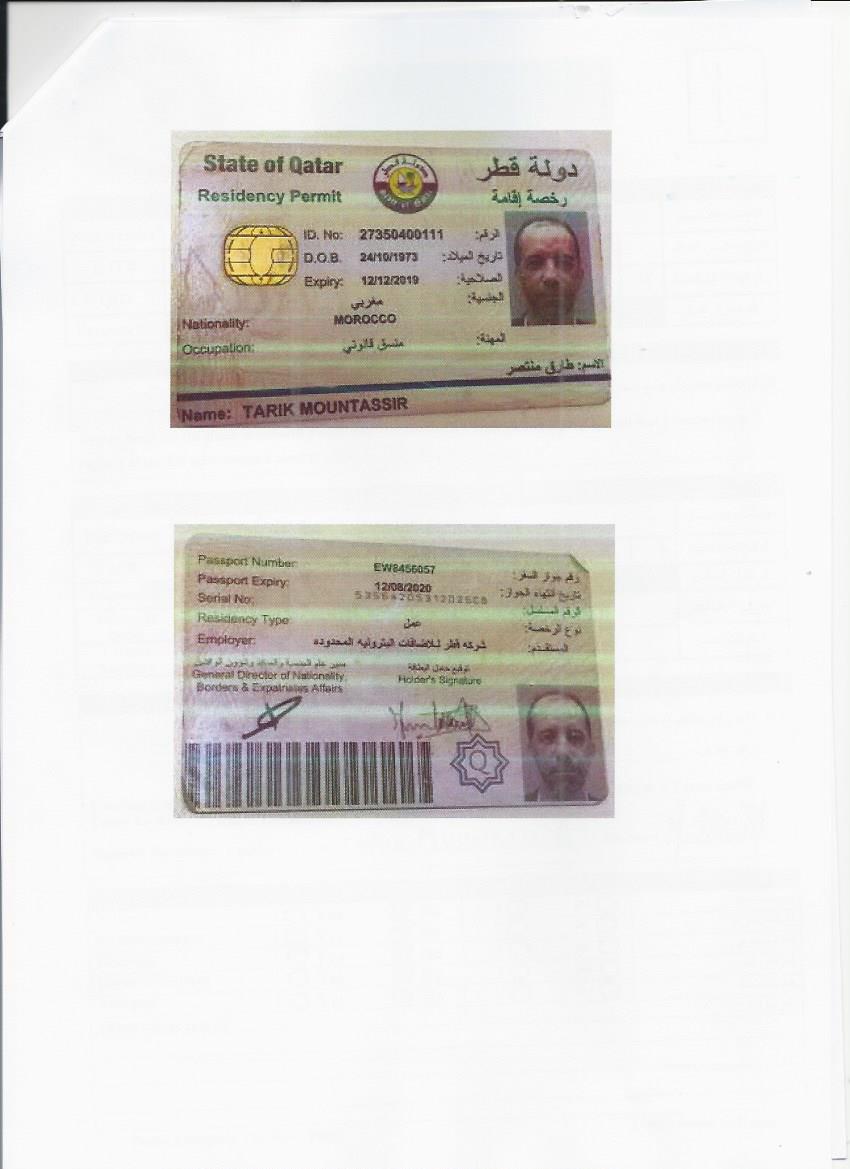 State of Qatar دولة قطر
Residency Permit رخصة إقامة
ID. No: 27350400111 الرقم:
D.O.B. 24/10/1973 تاريخ الميلاد:
Expiry: 12/12/2019 الصلاحية:
مغربي الجنسية:
Nationality: MOROCCO
Occupation: منسق قانوني المهنة:
الاسم: طارق منتصر
Name: TARIK MOUNTASSIR
Passport Number: EW8456057 رقم جواز السفر:
Passport Expiry: 12/08/2020 تاريخ انتهاء الجواز:
Serial No: الرقم المسلسل:
Residency Type: عمل نوع الرخصة:
Employer: شركه قطر للاضافات البتروليه المحدوده المستقدم:
مدير عام الجنسية والمنافذ وشؤون الوافدين توقيع حامل البطاقة
General Director of Nationality, Holder's Signature
Borders & Expatriates Affairs
Q